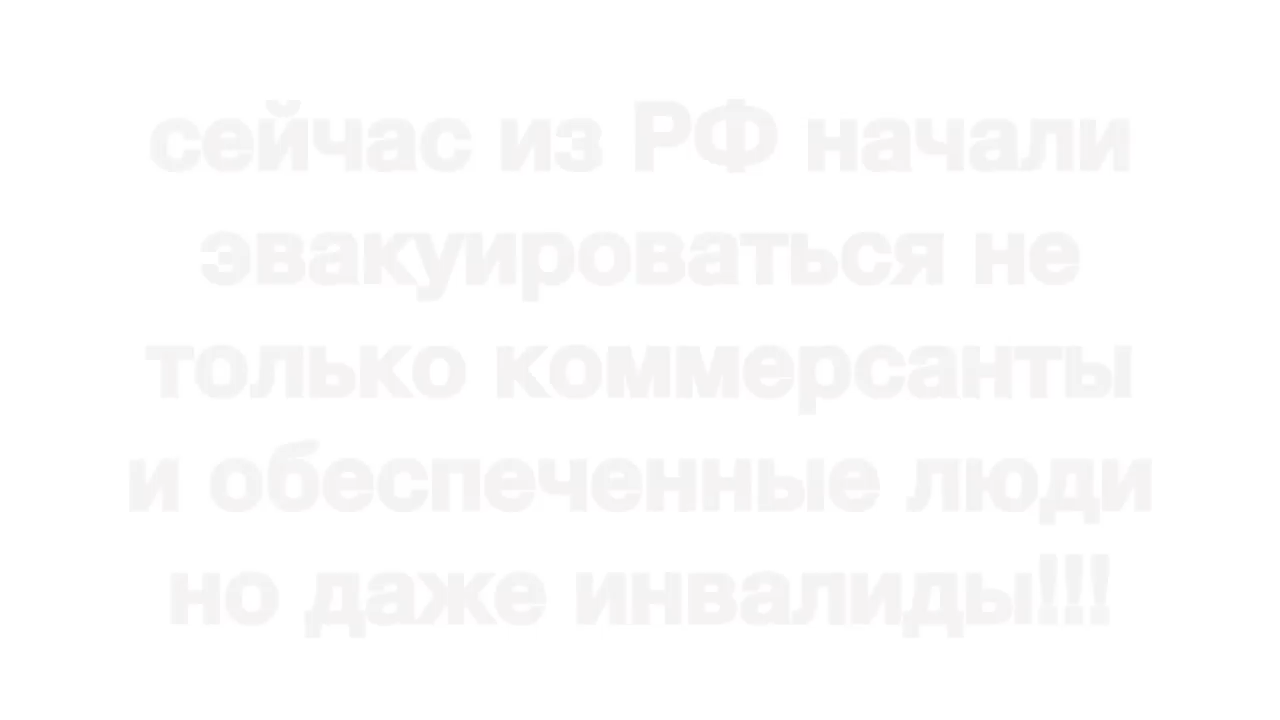 сейчас из РФ начали
эвакуироваться не
только коммерсанты
и обеспеченные люди
но даже инвалиды!!!